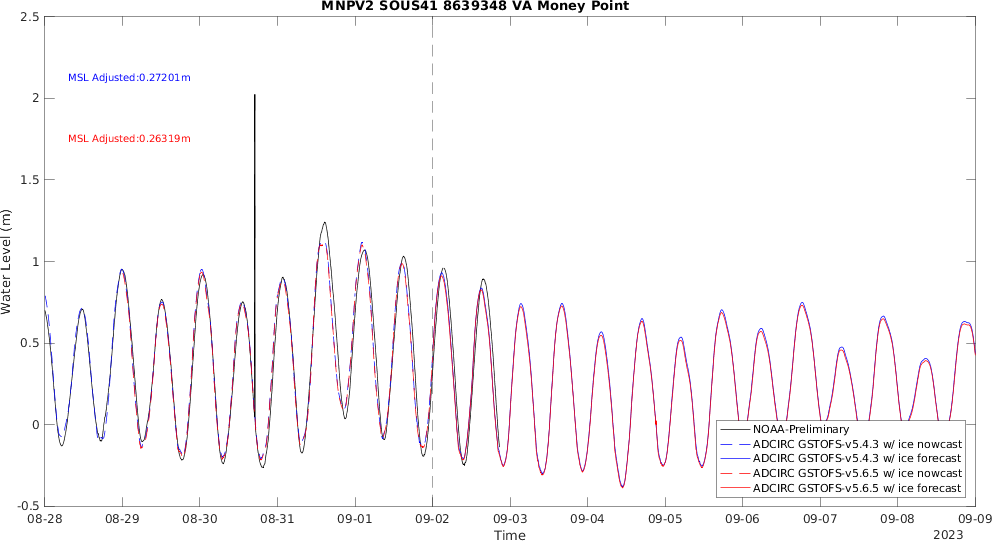 MNPV2 SOUS41 8639348 VA Money Point
2.5
MSL Adjusted:0.27201m
2
MSL Adjusted:0.26319m
1.5
1
Water Level (m)
0.5
0
NOAA-Preliminary
ADCIRC GSTOFS-v5.4.3 w/ ice nowcast
ADCIRC GSTOFS-v5.4.3 w/ ice forecast
ADCIRC GSTOFS-v5.6.5 w/ ice nowcast
ADCIRC GSTOFS-v5.6.5 w/ ice forecast
-0.5
08-28 08-29 08-30 08-31 09-01 09-02 09-03 09-04 09-05 09-06 09-07 09-08 09-09
Time
2023